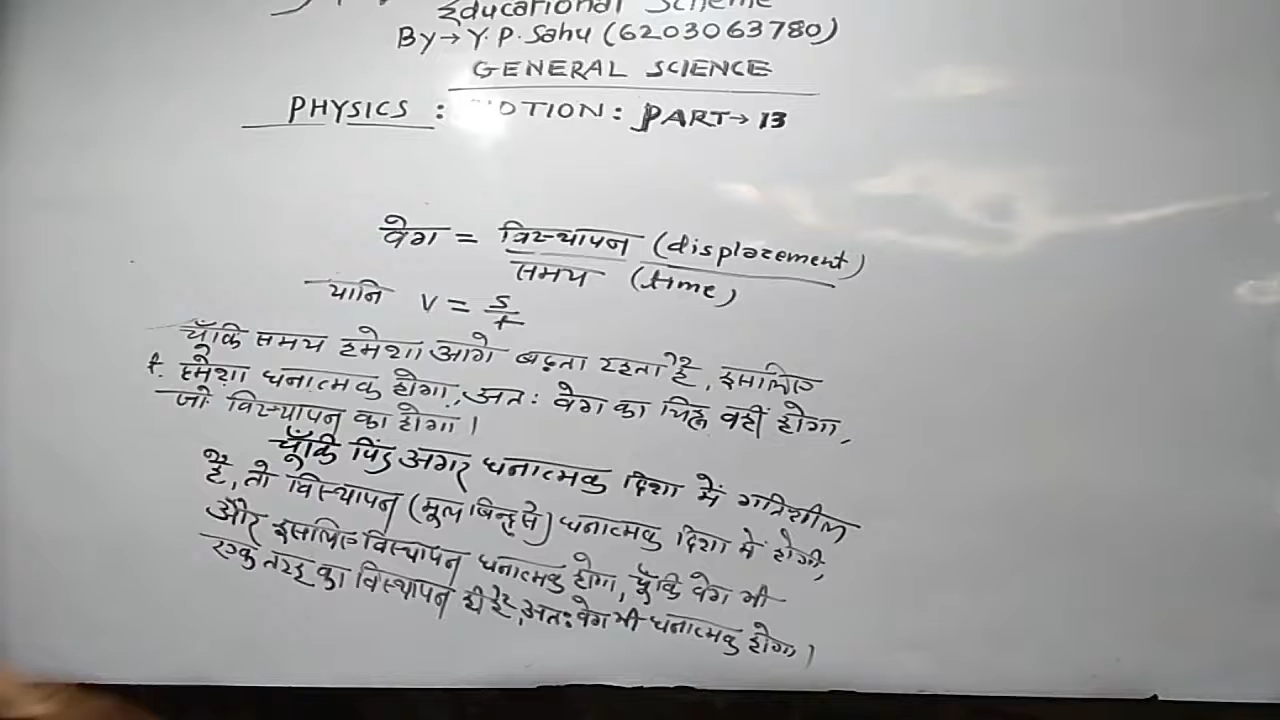 Educational Scheme
By→ Y. P. Sahu (6203063780)
GENERAL SCIENCE
PHYSICS : MOTION: PART→ 13
वेग = विस्थापन (displacement)
समय (time)
यानि v = s/t
चूँकि समय हमेशा आगे बढ़ता रहता है, इसलिए
t. हमेशा धनात्मक होगा, अतः वेग का चिह्न वहीं होगा,
जो विस्थापन का होगा।
चूँकि पिंड अगर धनात्मक दिशा में गतिशील
है, तो विस्थापन (मूल बिन्दु से) धनात्मक दिशा में होगी,
और इसलिए विस्थापन धनात्मक होगा, चूँकि वेग भी
एक तरह का विस्थापन ही है, अतः वेग भी धनात्मक होगा।